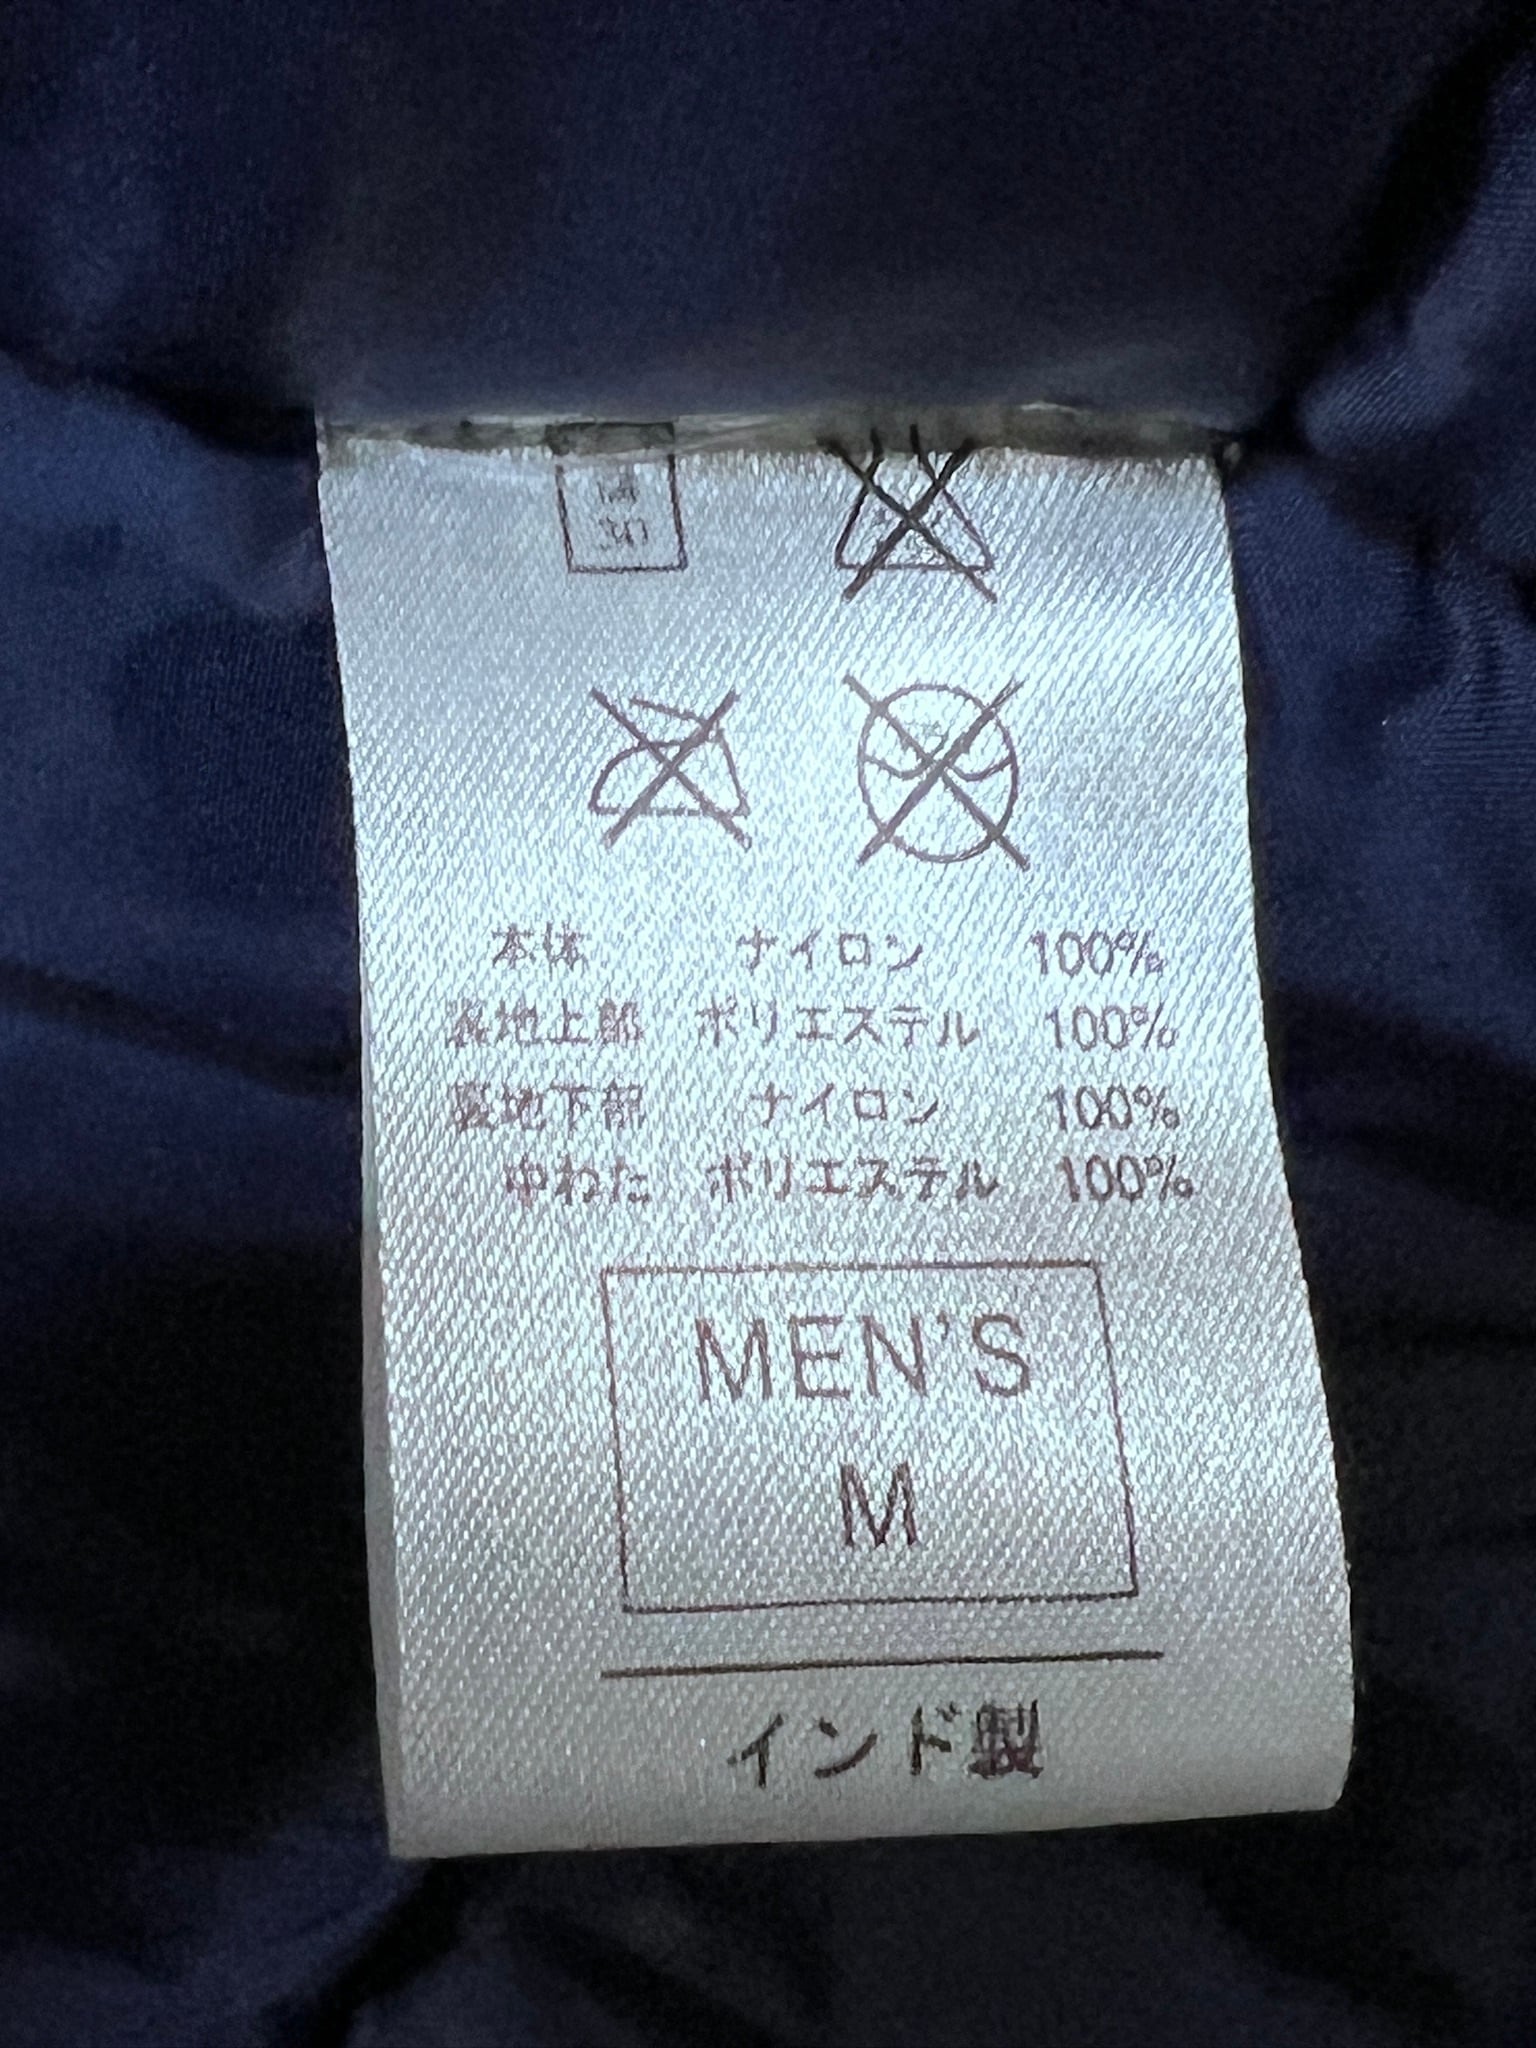 本体 ナイロン 100%
裏地上部 ポリエステル 100%
裏地下部 ナイロン 100%
中わた ポリエステル 100%
MEN'S
M
インド製